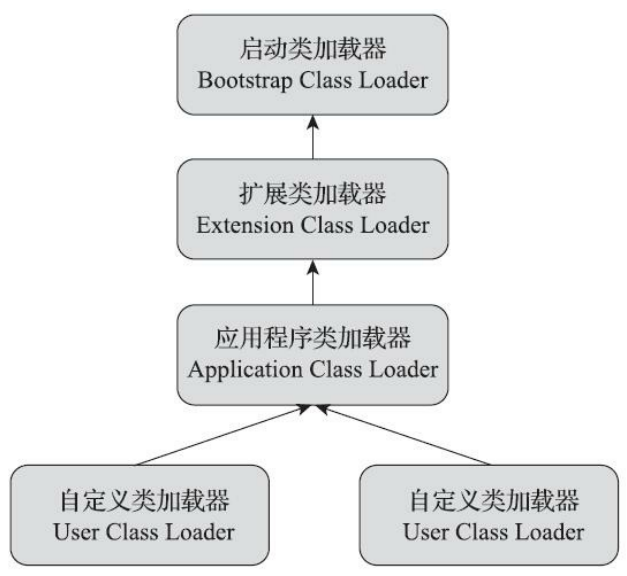 启动类加载器
Bootstrap Class Loader
扩展类加载器
Extension Class Loader
应用程序类加载器
Application Class Loader
自定义类加载器
User Class Loader
自定义类加载器
User Class Loader